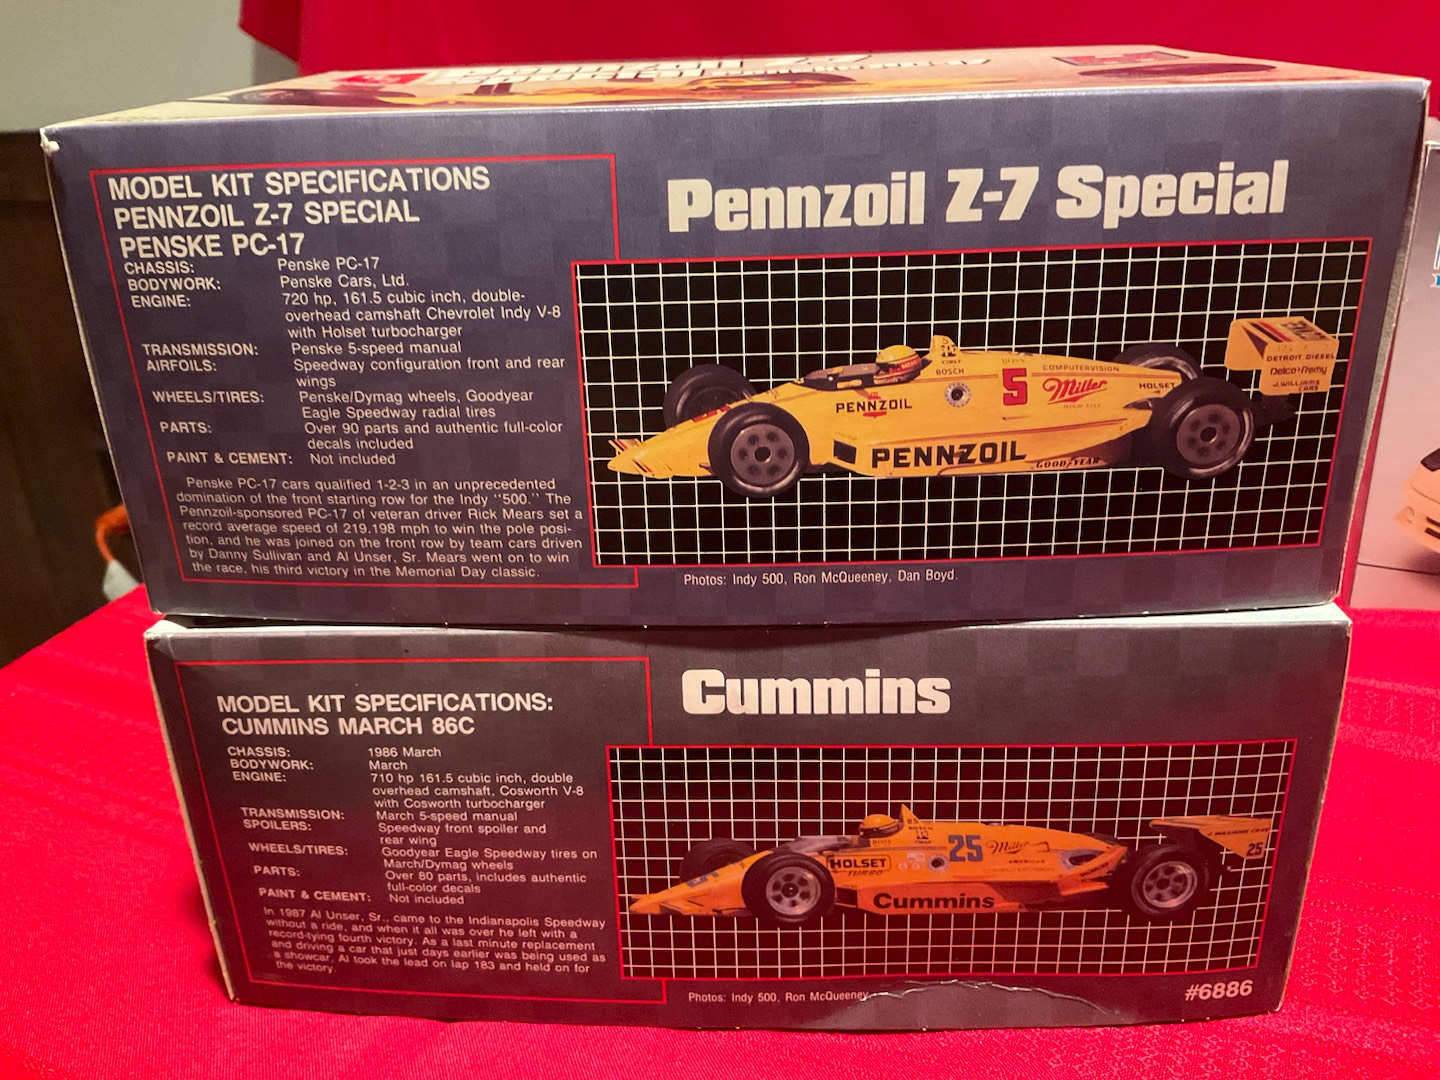 Pennzoil Z-7 Special
MODEL KIT SPECIFICATIONS
PENNZOIL Z-7 SPECIAL
PENSKE PC-17
CHASSIS: Penske PC-17
BODYWORK: Penske Cars, Ltd.
ENGINE: 720 hp, 161.5 cubic inch, double-
overhead camshaft Chevrolet Indy V-8
with Holset turbocharger
TRANSMISSION: Penske 5-speed manual
AIRFOILS: Speedway configuration front and rear
wings
WHEELS/TIRES: Penske/Dymag wheels, Goodyear
Eagle Speedway radial tires
PARTS: Over 90 parts and authentic full-color
decals included
PAINT & CEMENT: Not included
Penske PC-17 cars qualified 1-2-3 in an unprecedented
domination of the front starting row for the Indy "500." The
Pennzoil-sponsored PC-17 of veteran driver Rick Mears set a
record average speed of 219.198 mph to win the pole posi-
tion, and he was joined on the front row by team cars driven
by Danny Sullivan and Al Unser, Sr. Mears went on to win
the race, his third victory in the Memorial Day classic.
BOSCH
COMPUTERVISION
5
Miller
HOLSET
PENNZOIL
PENNZOIL
GOODYEAR
DETROIT DIESEL
Delco-Remy
J. WILLIAMS
CARS
Photos: Indy 500, Ron McQueeney, Dan Boyd.
Cummins
MODEL KIT SPECIFICATIONS:
CUMMINS MARCH 86C
CHASSIS: 1986 March
BODYWORK: March
ENGINE: 710 hp 161.5 cubic inch, double
overhead camshaft, Cosworth V-8
with Cosworth turbocharger
TRANSMISSION: March 5-speed manual
SPOILERS: Speedway front spoiler and
rear wing
WHEELS/TIRES: Goodyear Eagle Speedway tires on
March/Dymag wheels
PARTS: Over 80 parts, includes authentic
full-color decals
PAINT & CEMENT: Not included
In 1987 Al Unser, Sr., came to the Indianapolis Speedway
without a ride, and when it all was over he left with a
record-tying fourth victory. As a last minute replacement
and driving a car that just days earlier was being used as
a showcar, Al took the lead on lap 183 and held on for
the victory.
BOSCH
25
Miller
HOLSET
TURBO
Cummins
25
Photos: Indy 500, Ron McQueeney
#6886